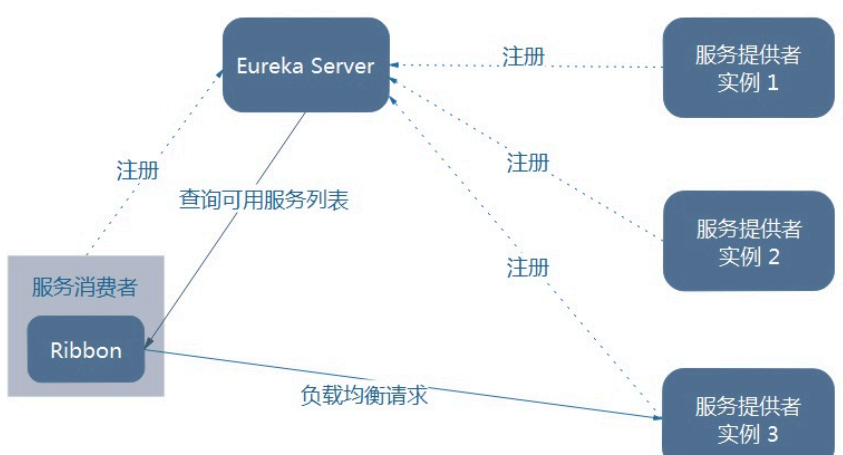 Eureka Server
注册
服务提供者
实例 1
注册
注册
查询可用服务列表
服务提供者
实例 2
注册
服务消费者
Ribbon
负载均衡请求
服务提供者
实例 3